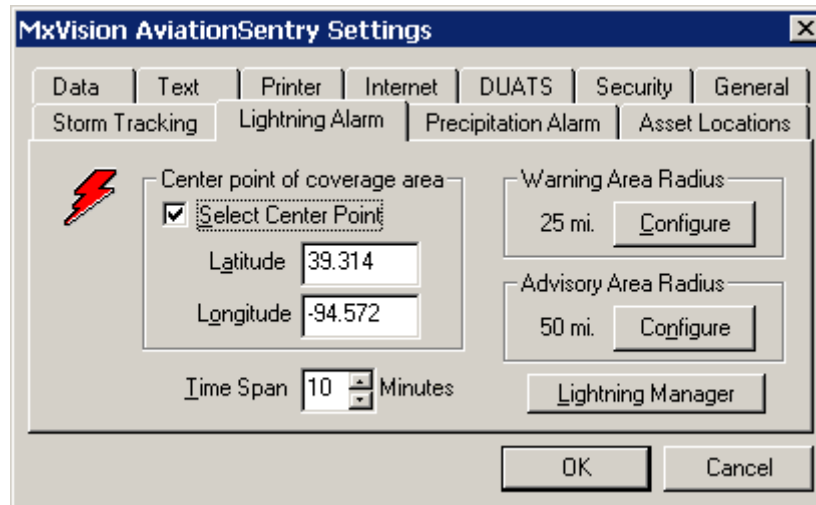 MxVision AviationSentry Settings
Data Text Printer Internet DUATS Security General
Storm Tracking Lightning Alarm Precipitation Alarm Asset Locations
Center point of coverage area
Select Center Point
Latitude 39.314
Longitude -94.572
Time Span 10 Minutes
Warning Area Radius
25 mi. Configure
Advisory Area Radius
50 mi. Configure
Lightning Manager
OK Cancel